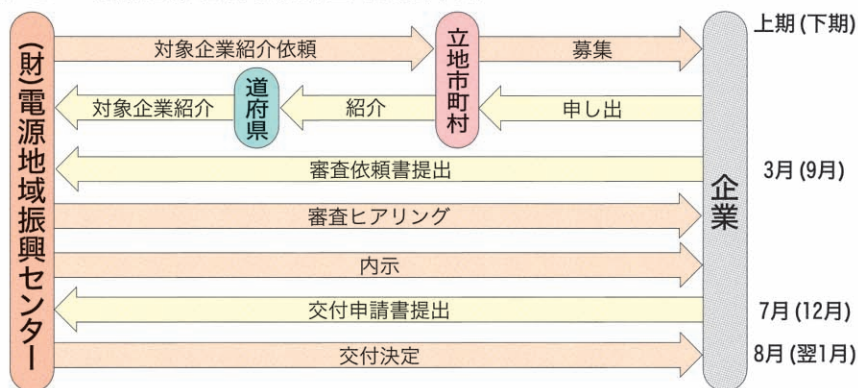 上期(下期)
(財)電源地域振興センター
対象企業紹介依頼
立地市町村
募集
対象企業紹介
道府県
紹介
申し出
企業
審査依頼書提出
3月(9月)
審査ヒアリング
内示
交付申請書提出
7月(12月)
交付決定
8月(翌1月)